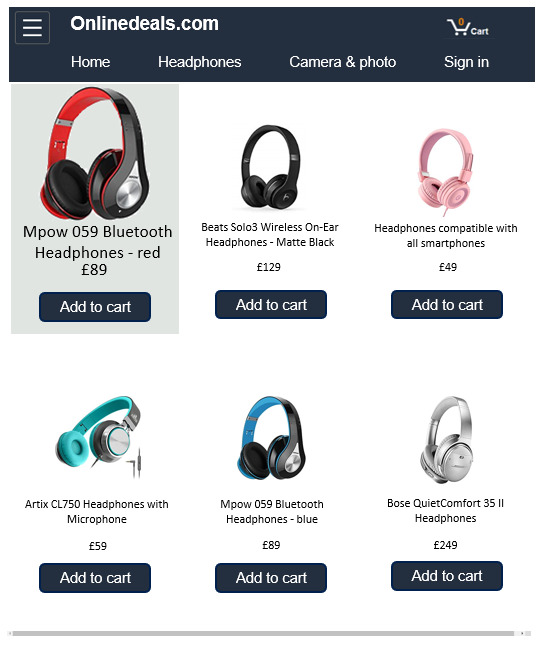 Onlinedeals.com
0
Cart
Home Headphones Camera & photo Sign in
Mpow 059 Bluetooth
Headphones - red
£89
Add to cart
Beats Solo3 Wireless On-Ear
Headphones - Matte Black
£129
Add to cart
Headphones compatible with
all smartphones
£49
Add to cart
Artix CL750 Headphones with
Microphone
£59
Add to cart
Mpow 059 Bluetooth
Headphones - blue
£89
Add to cart
Bose QuietComfort 35 II
Headphones
£249
Add to cart